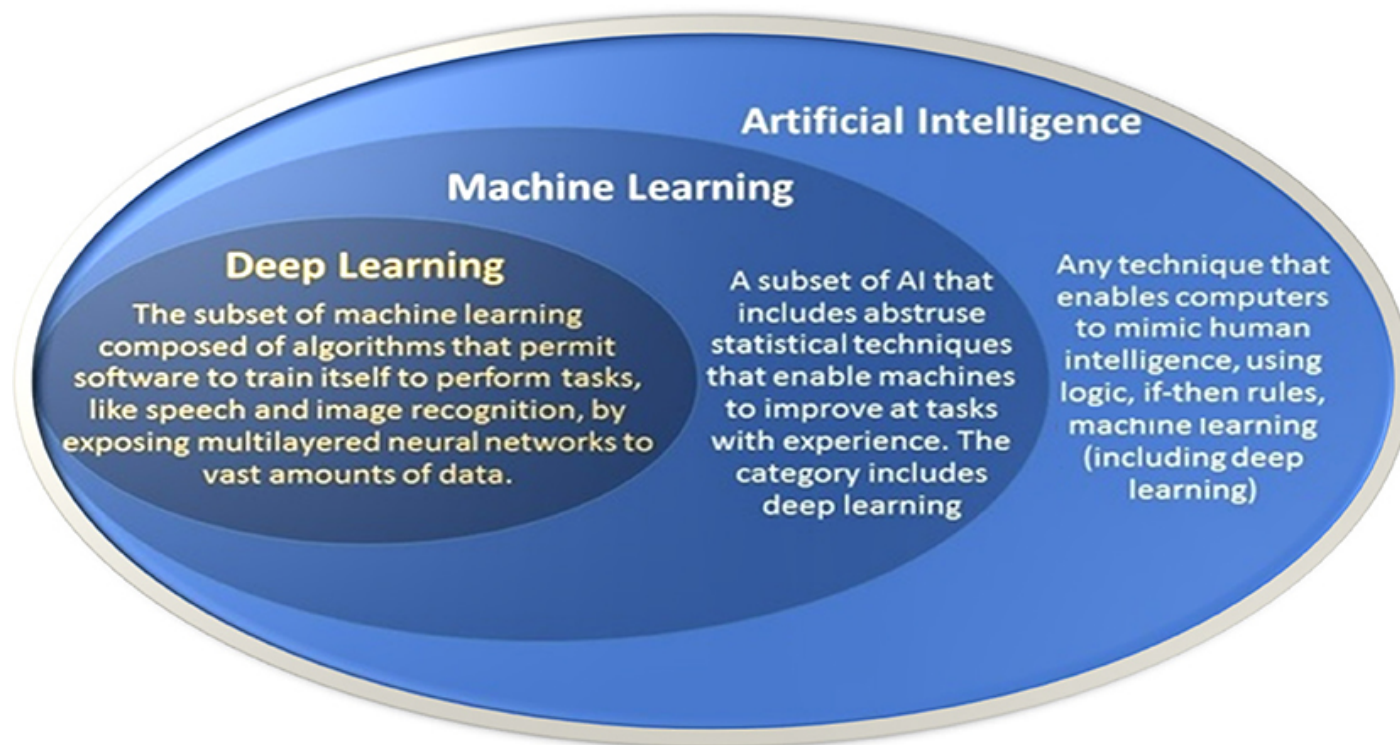 Artificial Intelligence
Machine Learning
Deep Learning
The subset of machine learning
composed of algorithms that permit
software to train itself to perform tasks,
like speech and image recognition, by
exposing multilayered neural networks to
vast amounts of data.
A subset of AI that
includes abstruse
statistical techniques
that enable machines
to improve at tasks
with experience. The
category includes
deep learning
Any technique that
enables computers
to mimic human
intelligence, using
logic, if-then rules,
machine learning
(including deep
learning)